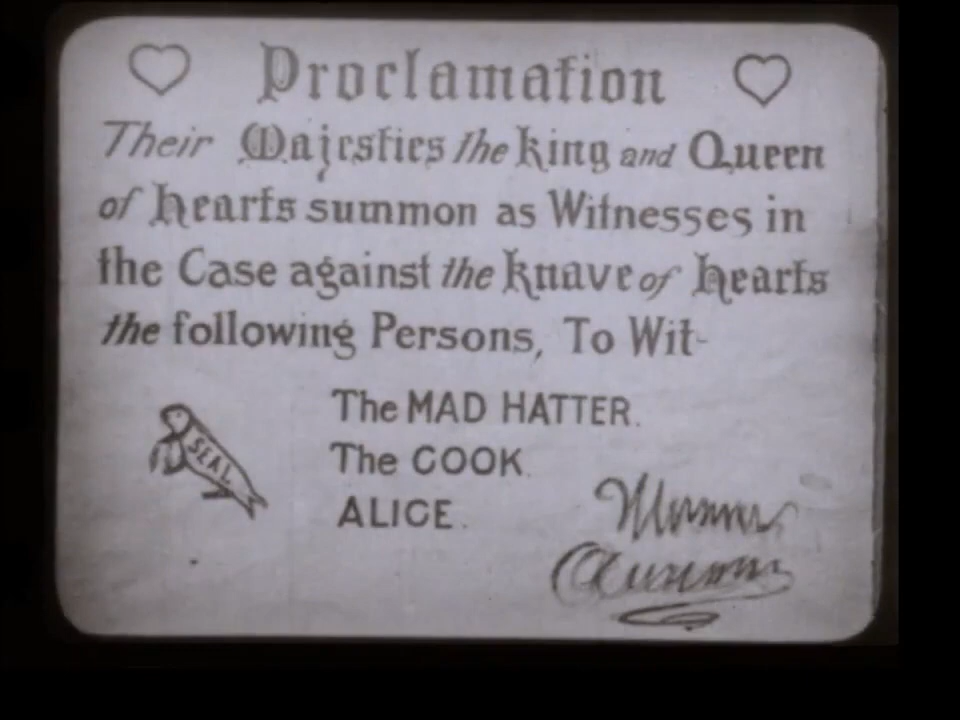 Proclamation
Their Majesties the King and Queen
of Hearts summon as Witnesses in
the Case against the Knave of Hearts
the following Persons, To Wit-
The MAD HATTER.
The COOK.
ALICE.
SEAL